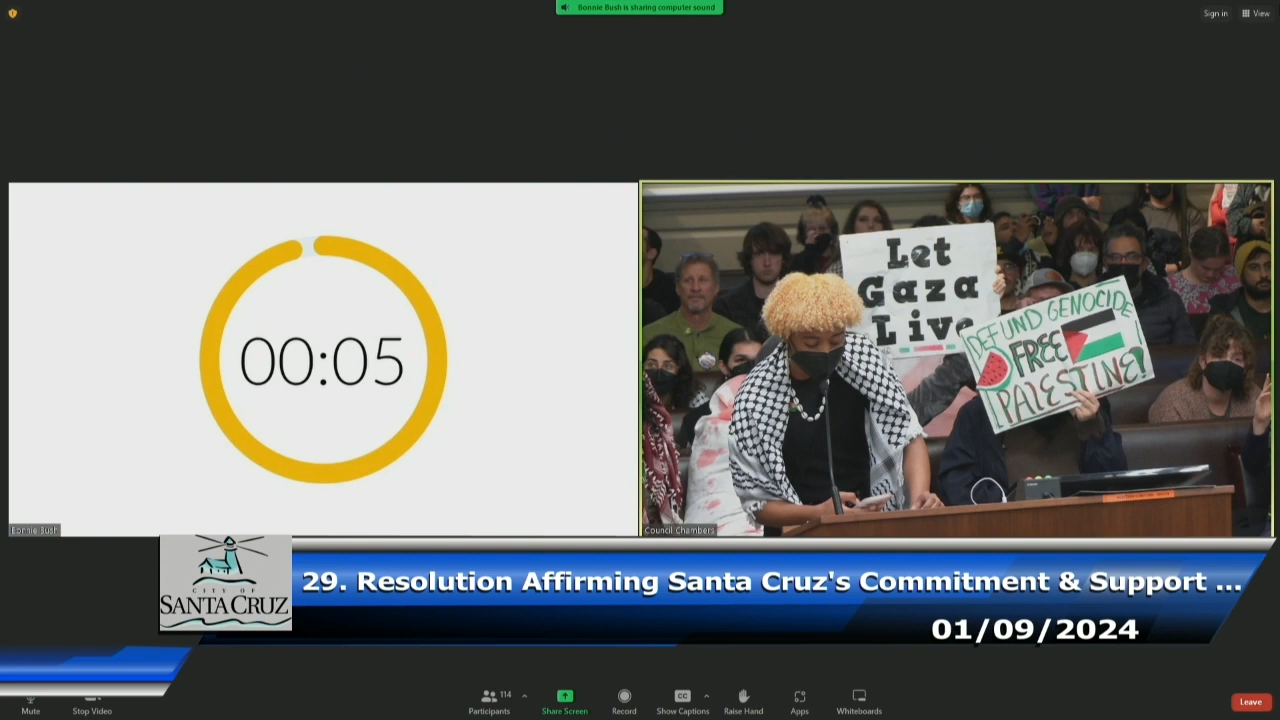 Bonnie Bush is sharing computer sound
Sign in
View
00:05
Let
Gaza
Live
DEFUND GENOCIDE
FREE
PALESTINE!
Bonnie Bush
Council Chambers
CITY OF
SANTA CRUZ
29. Resolution Affirming Santa Cruz's Commitment & Support ...
01/09/2024
Mute
Stop Video
114
Participants
Share Screen
Record
CC
Show Captions
Raise Hand
Apps
Whiteboards
Leave